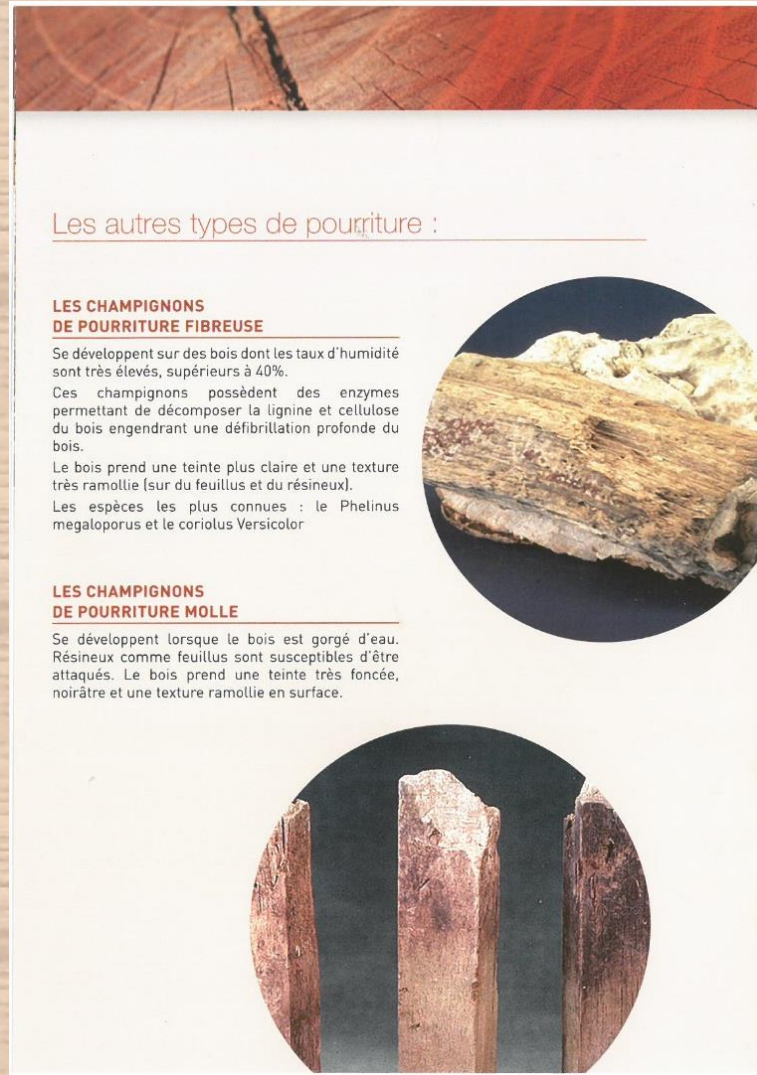 Les autres types de pourriture :
LES CHAMPIGNONS
DE POURRITURE FIBREUSE
Se développent sur des bois dont les taux d'humidité
sont très élevés, supérieurs à 40%.
Ces champignons possèdent des enzymes
permettant de décomposer la lignine et cellulose
du bois engendrant une défibrillation profonde du
bois.
Le bois prend une teinte plus claire et une texture
très ramollie (sur du feuillus et du résineux).
Les espèces les plus connues : le Phelinus
megaloporus et le coriolus Versicolor
LES CHAMPIGNONS
DE POURRITURE MOLLE
Se développent lorsque le bois est gorgé d'eau.
Résineux comme feuillus sont susceptibles d'être
attaqués. Le bois prend une teinte très foncée,
noirâtre et une texture ramollie en surface.